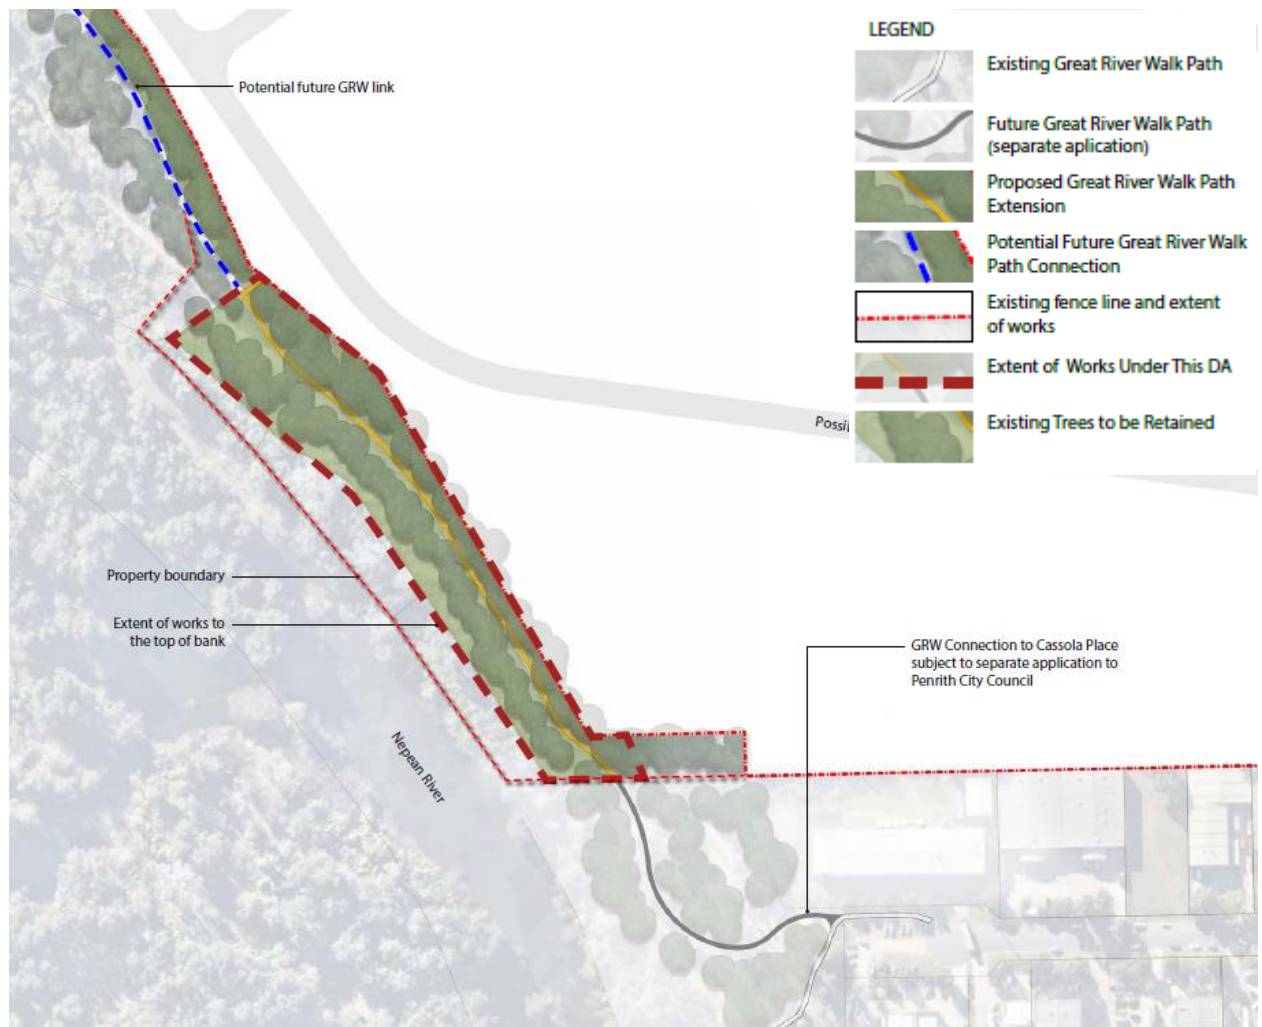 LEGEND
Existing Great River Walk Path
Future Great River Walk Path
(separate aplication)
Proposed Great River Walk Path
Extension
Potential Future Great River Walk
Path Connection
Existing fence line and extent
of works
Extent of Works Under This DA
Existing Trees to be Retained
Potential future GRW link
Property boundary
Extent of works to
the top of bank
GRW Connection to Cassola Place
subject to separate application to
Penrith City Council
Nepean River